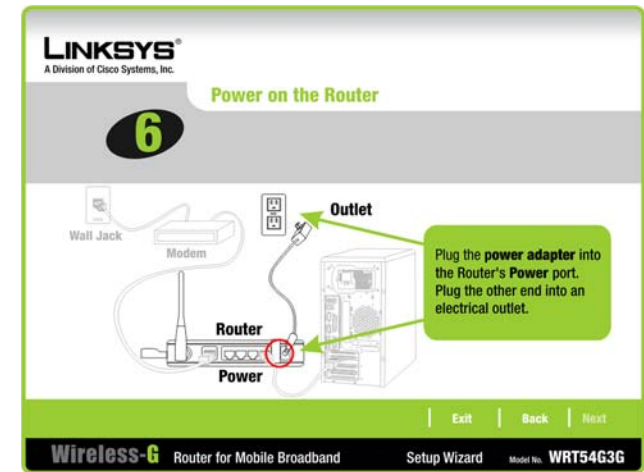 LINKSYS®
A Division of Cisco Systems, Inc.
Power on the Router
6
Outlet
Wall Jack
Modem
Plug the power adapter into
the Router's Power port.
Plug the other end into an
electrical outlet.
Router
Power
Exit
Back
Next
Wireless-G Router for Mobile Broadband Setup Wizard Model No. WRT54G3G